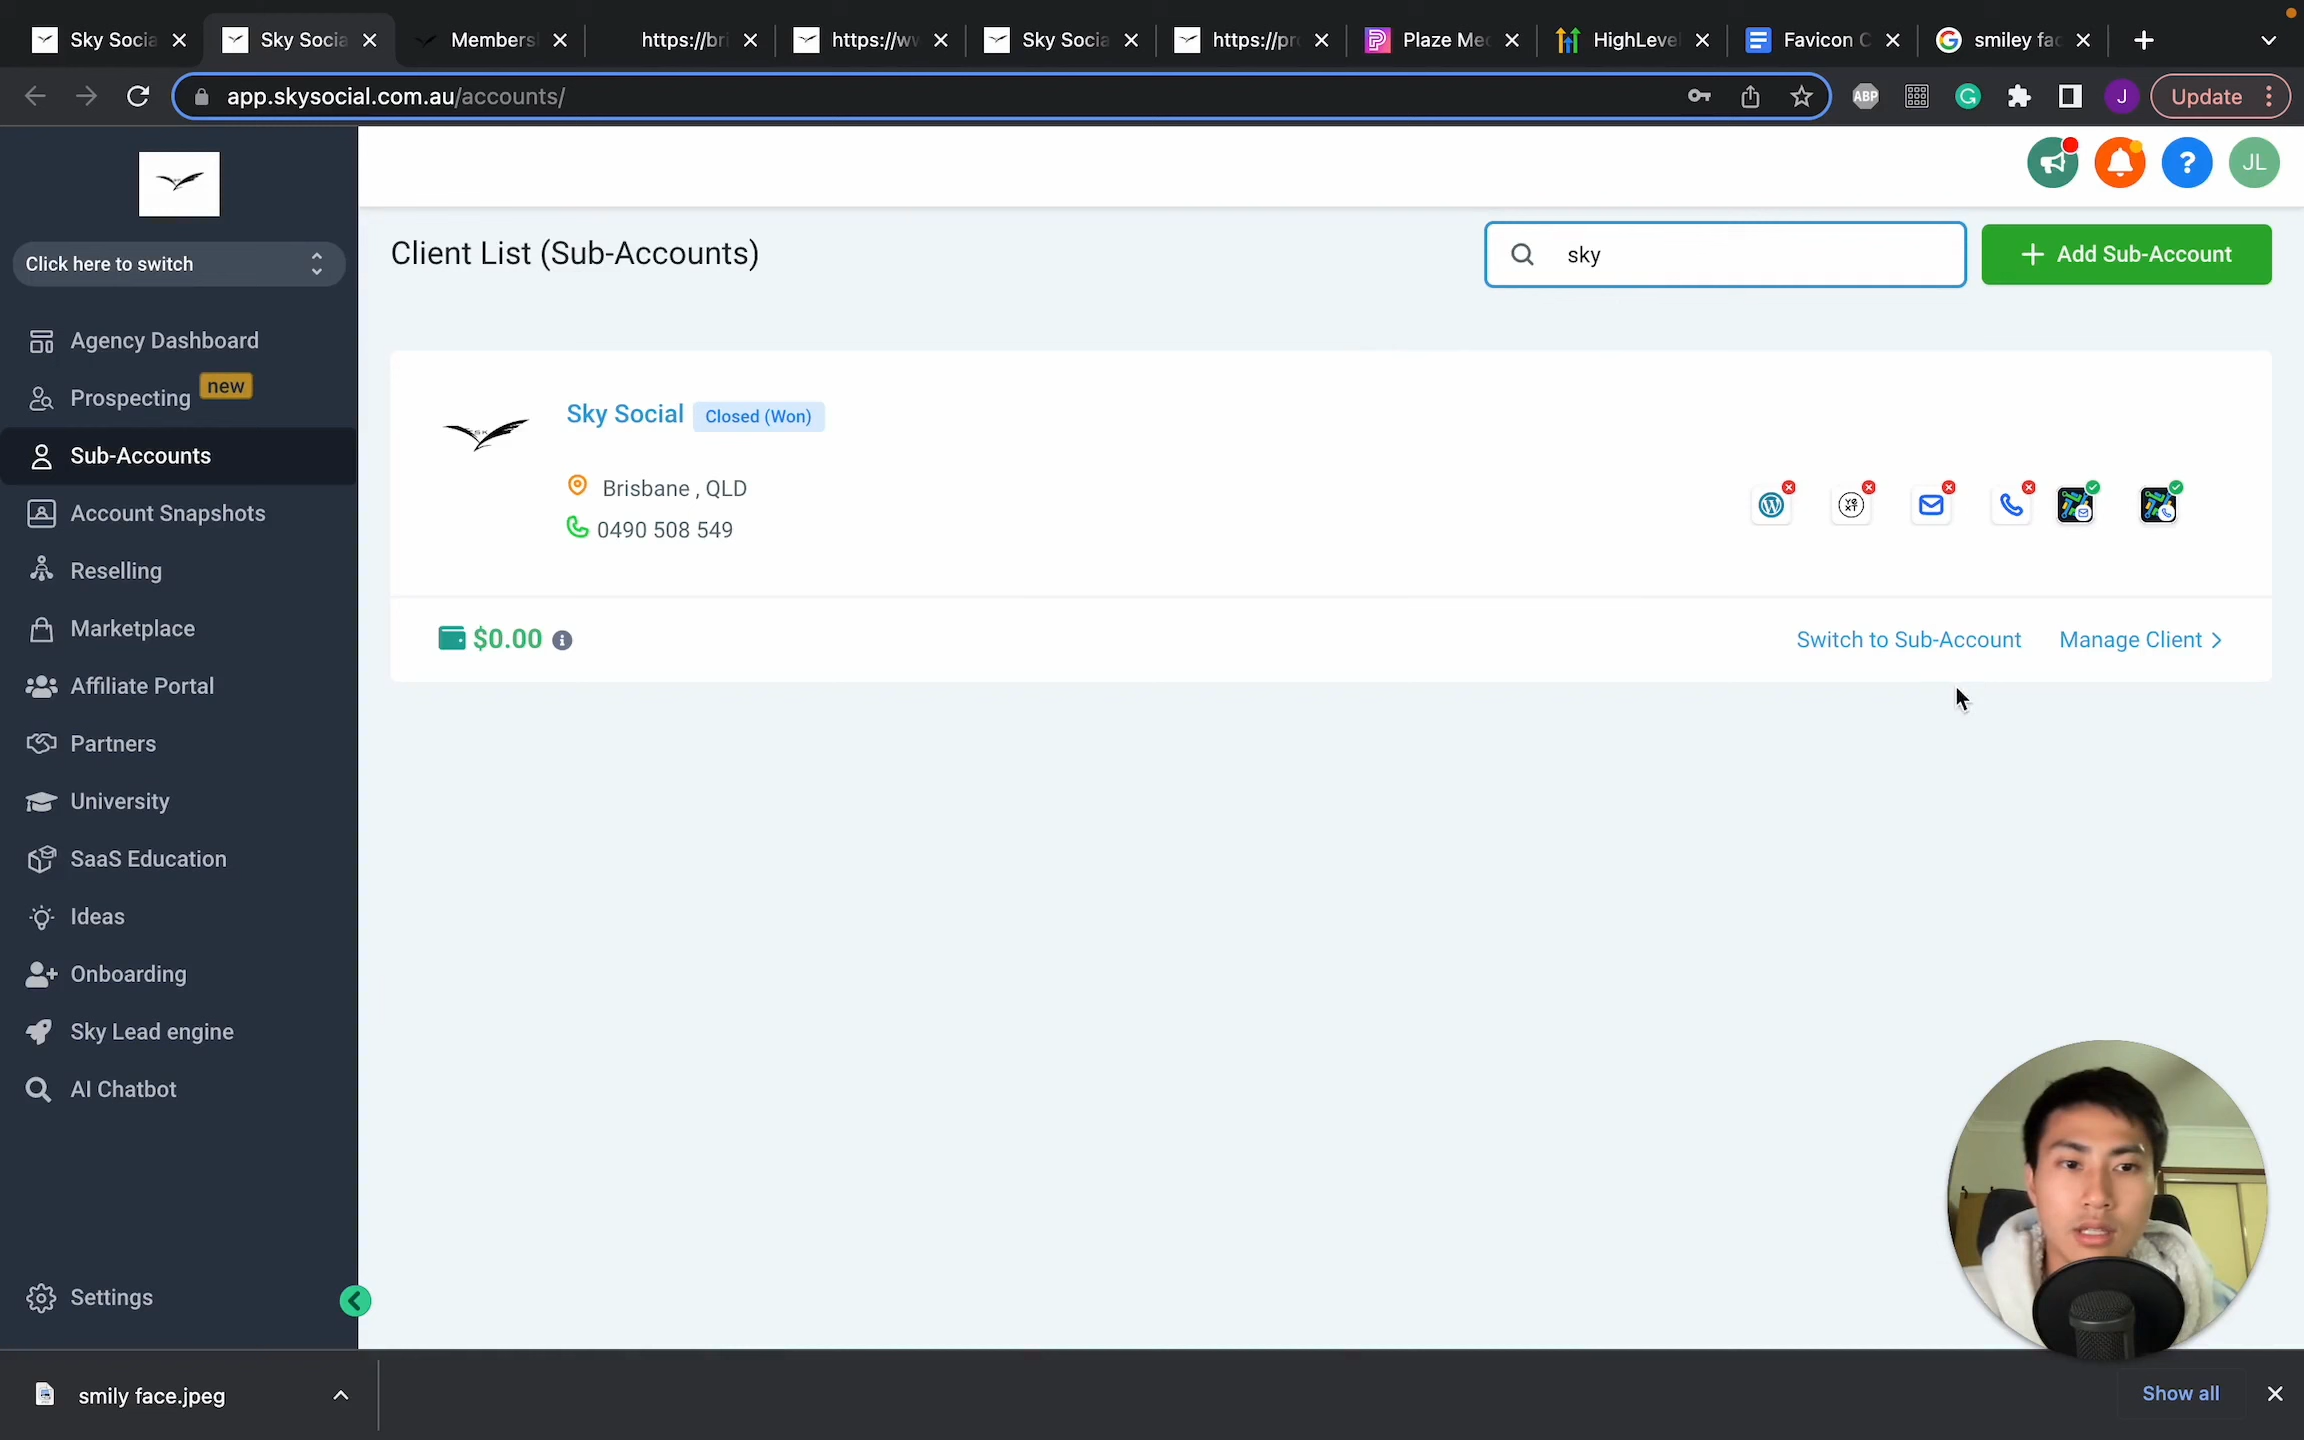 Sky Socia
Sky Socia
Members
https://bri
https://ww
Sky Socia
https://pr
Plaze Me
HighLeve
Favicon C
smiley fa
app.skysocial.com.au/accounts/
ABP
J
Update
Click here to switch
Agency Dashboard
Prospecting
new
Sub-Accounts
Account Snapshots
Reselling
Marketplace
Affiliate Portal
Partners
University
SaaS Education
Ideas
Onboarding
Sky Lead engine
AI Chatbot
Settings
JL
Client List (Sub-Accounts)
sky
Add Sub-Account
Sky Social
Closed (Won)
Brisbane , QLD
0490 508 549
$0.00
Switch to Sub-Account
Manage Client
smily face.jpeg
Show all